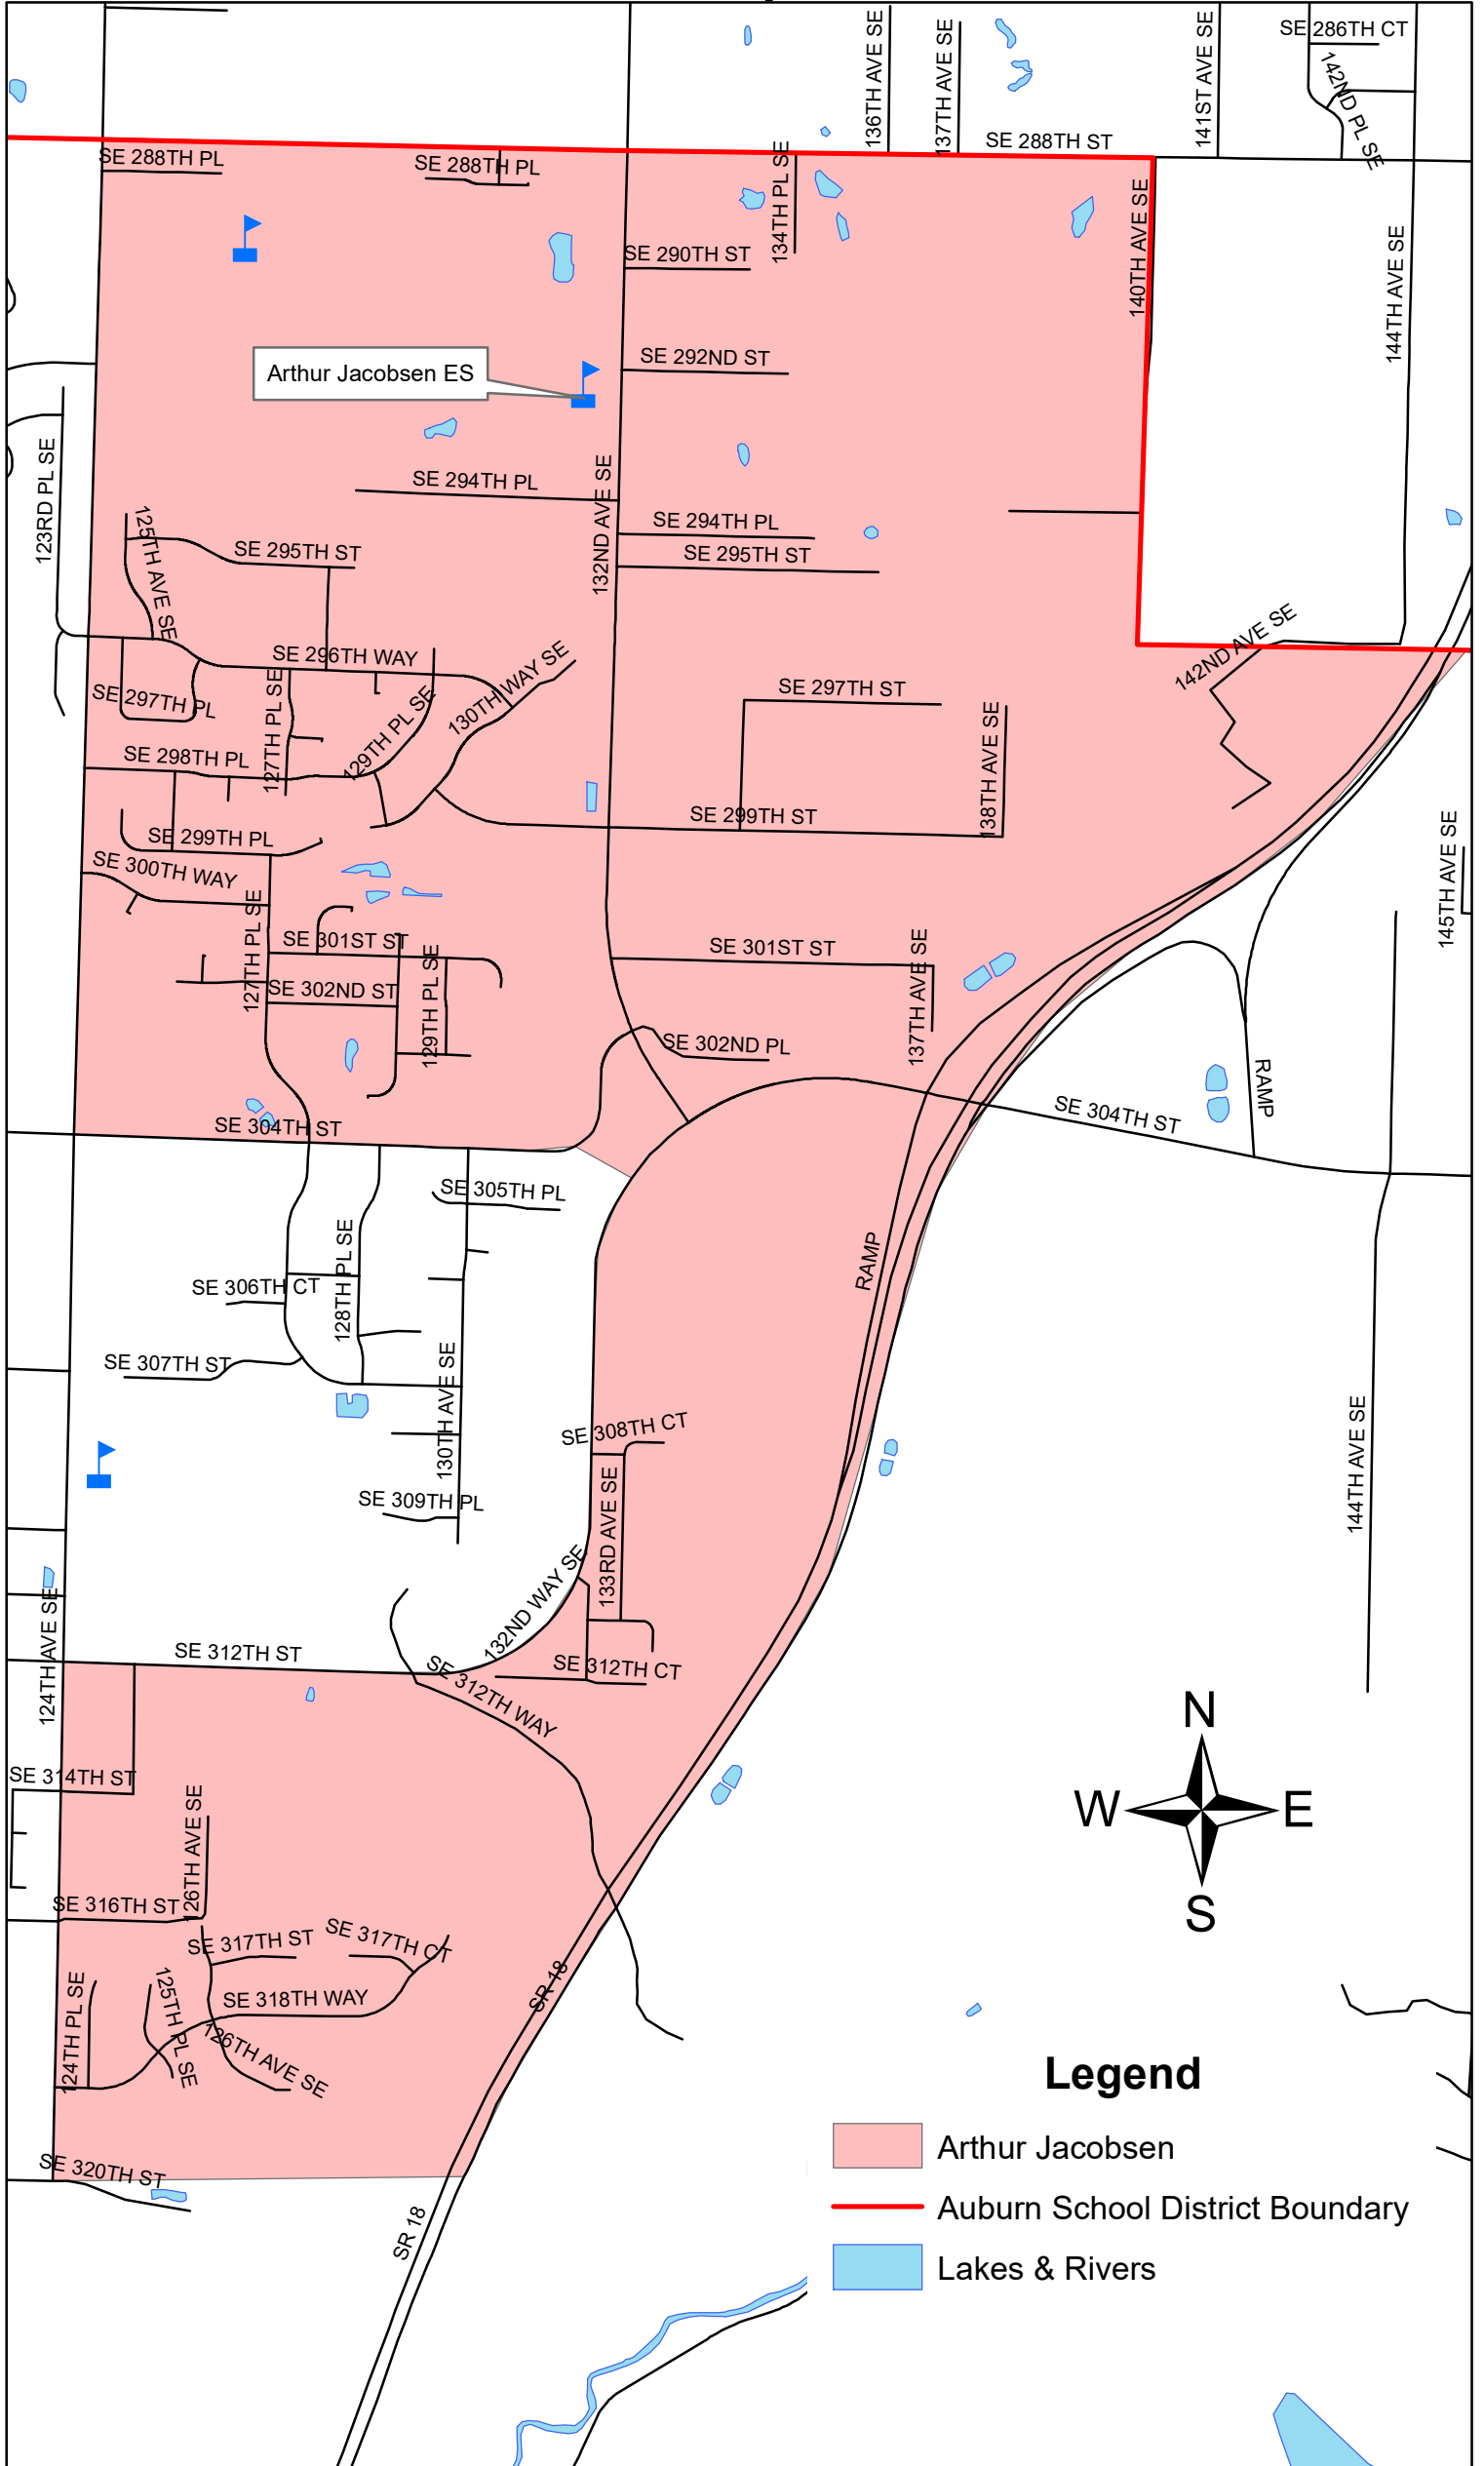 136TH AVE SE
137TH AVE SE
141ST AVE SE
SE 286TH CT
142ND PL SE
SE 288TH ST
SE 288TH PL
SE 288TH PL
134TH PL SE
140TH AVE SE
144TH AVE SE
SE 290TH ST
SE 292ND ST
Arthur Jacobsen ES
123RD PL SE
132ND AVE SE
SE 294TH PL
SE 294TH PL
125TH AVE SE
SE 295TH ST
SE 295TH ST
142ND AVE SE
SE 296TH WAY
130TH WAY SE
SE 297TH PL
127TH PL SE
129TH PL SE
SE 297TH ST
138TH AVE SE
SE 298TH PL
SE 299TH ST
SE 299TH PL
145TH AVE SE
SE 300TH WAY
127TH PL SE
SE 301ST ST
129TH PL SE
SE 301ST ST
137TH AVE SE
SE 302ND ST
SE 302ND PL
RAMP
SE 304TH ST
SE 304TH ST
SE 305TH PL
RAMP
128TH PL SE
SE 306TH CT
SE 307TH ST
130TH AVE SE
SE 308TH CT
144TH AVE SE
133RD AVE SE
SE 309TH PL
132ND WAY SE
124TH AVE SE
SE 312TH ST
SE 312TH CT
SE 312TH WAY
N
W
E
S
SE 314TH ST
126TH AVE SE
SE 316TH ST
SE 317TH ST
SE 317TH CT
SR 18
124TH PL SE
125TH PL SE
SE 318TH WAY
126TH AVE SE
Legend
Arthur Jacobsen
SE 320TH ST
Auburn School District Boundary
SR 18
Lakes & Rivers